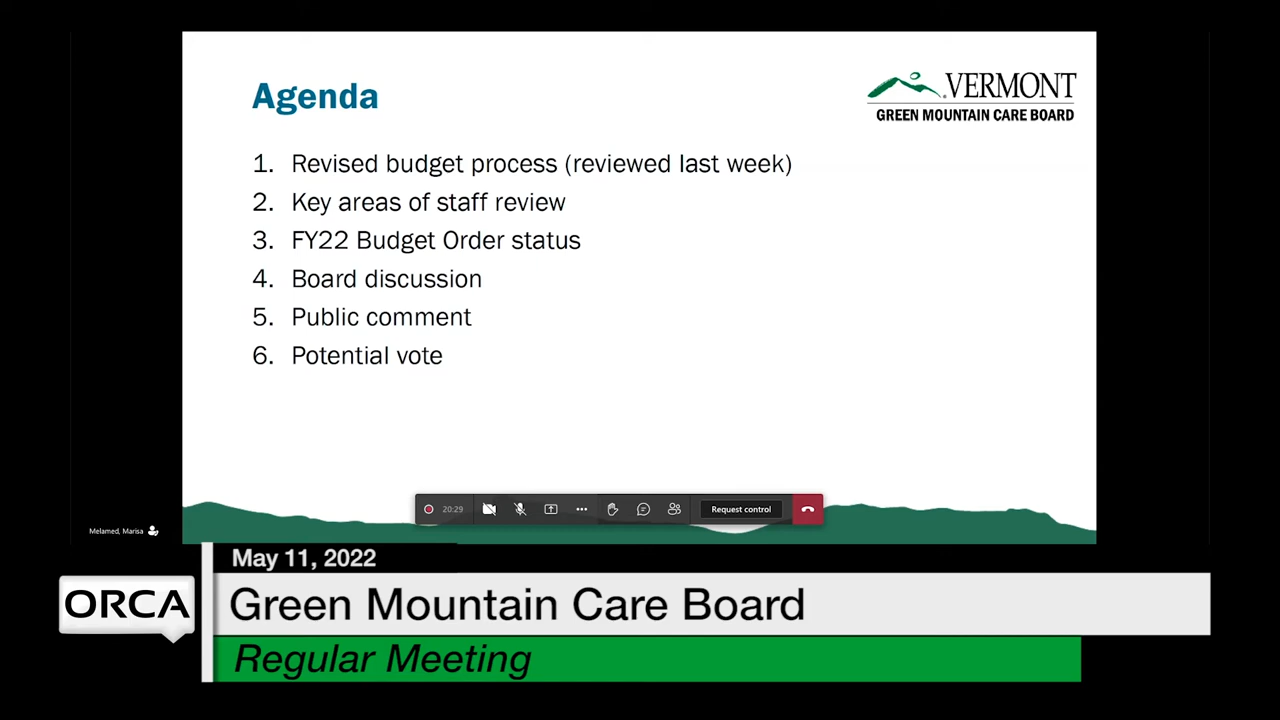 Agenda
VERMONT
GREEN MOUNTAIN CARE BOARD
1. Revised budget process (reviewed last week)
2. Key areas of staff review
3. FY22 Budget Order status
4. Board discussion
5. Public comment
6. Potential vote
20:29
Request control
Melamed, Marisa
May 11, 2022
ORCA
Green Mountain Care Board
Regular Meeting